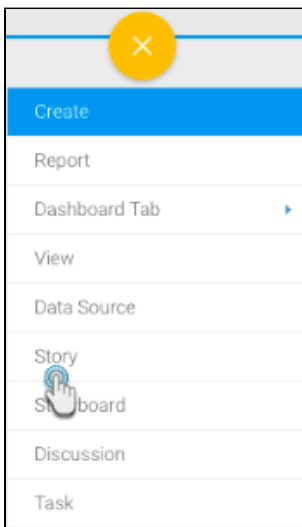 Create
Report
Dashboard Tab
View
Data Source
Story
Discussion
Task